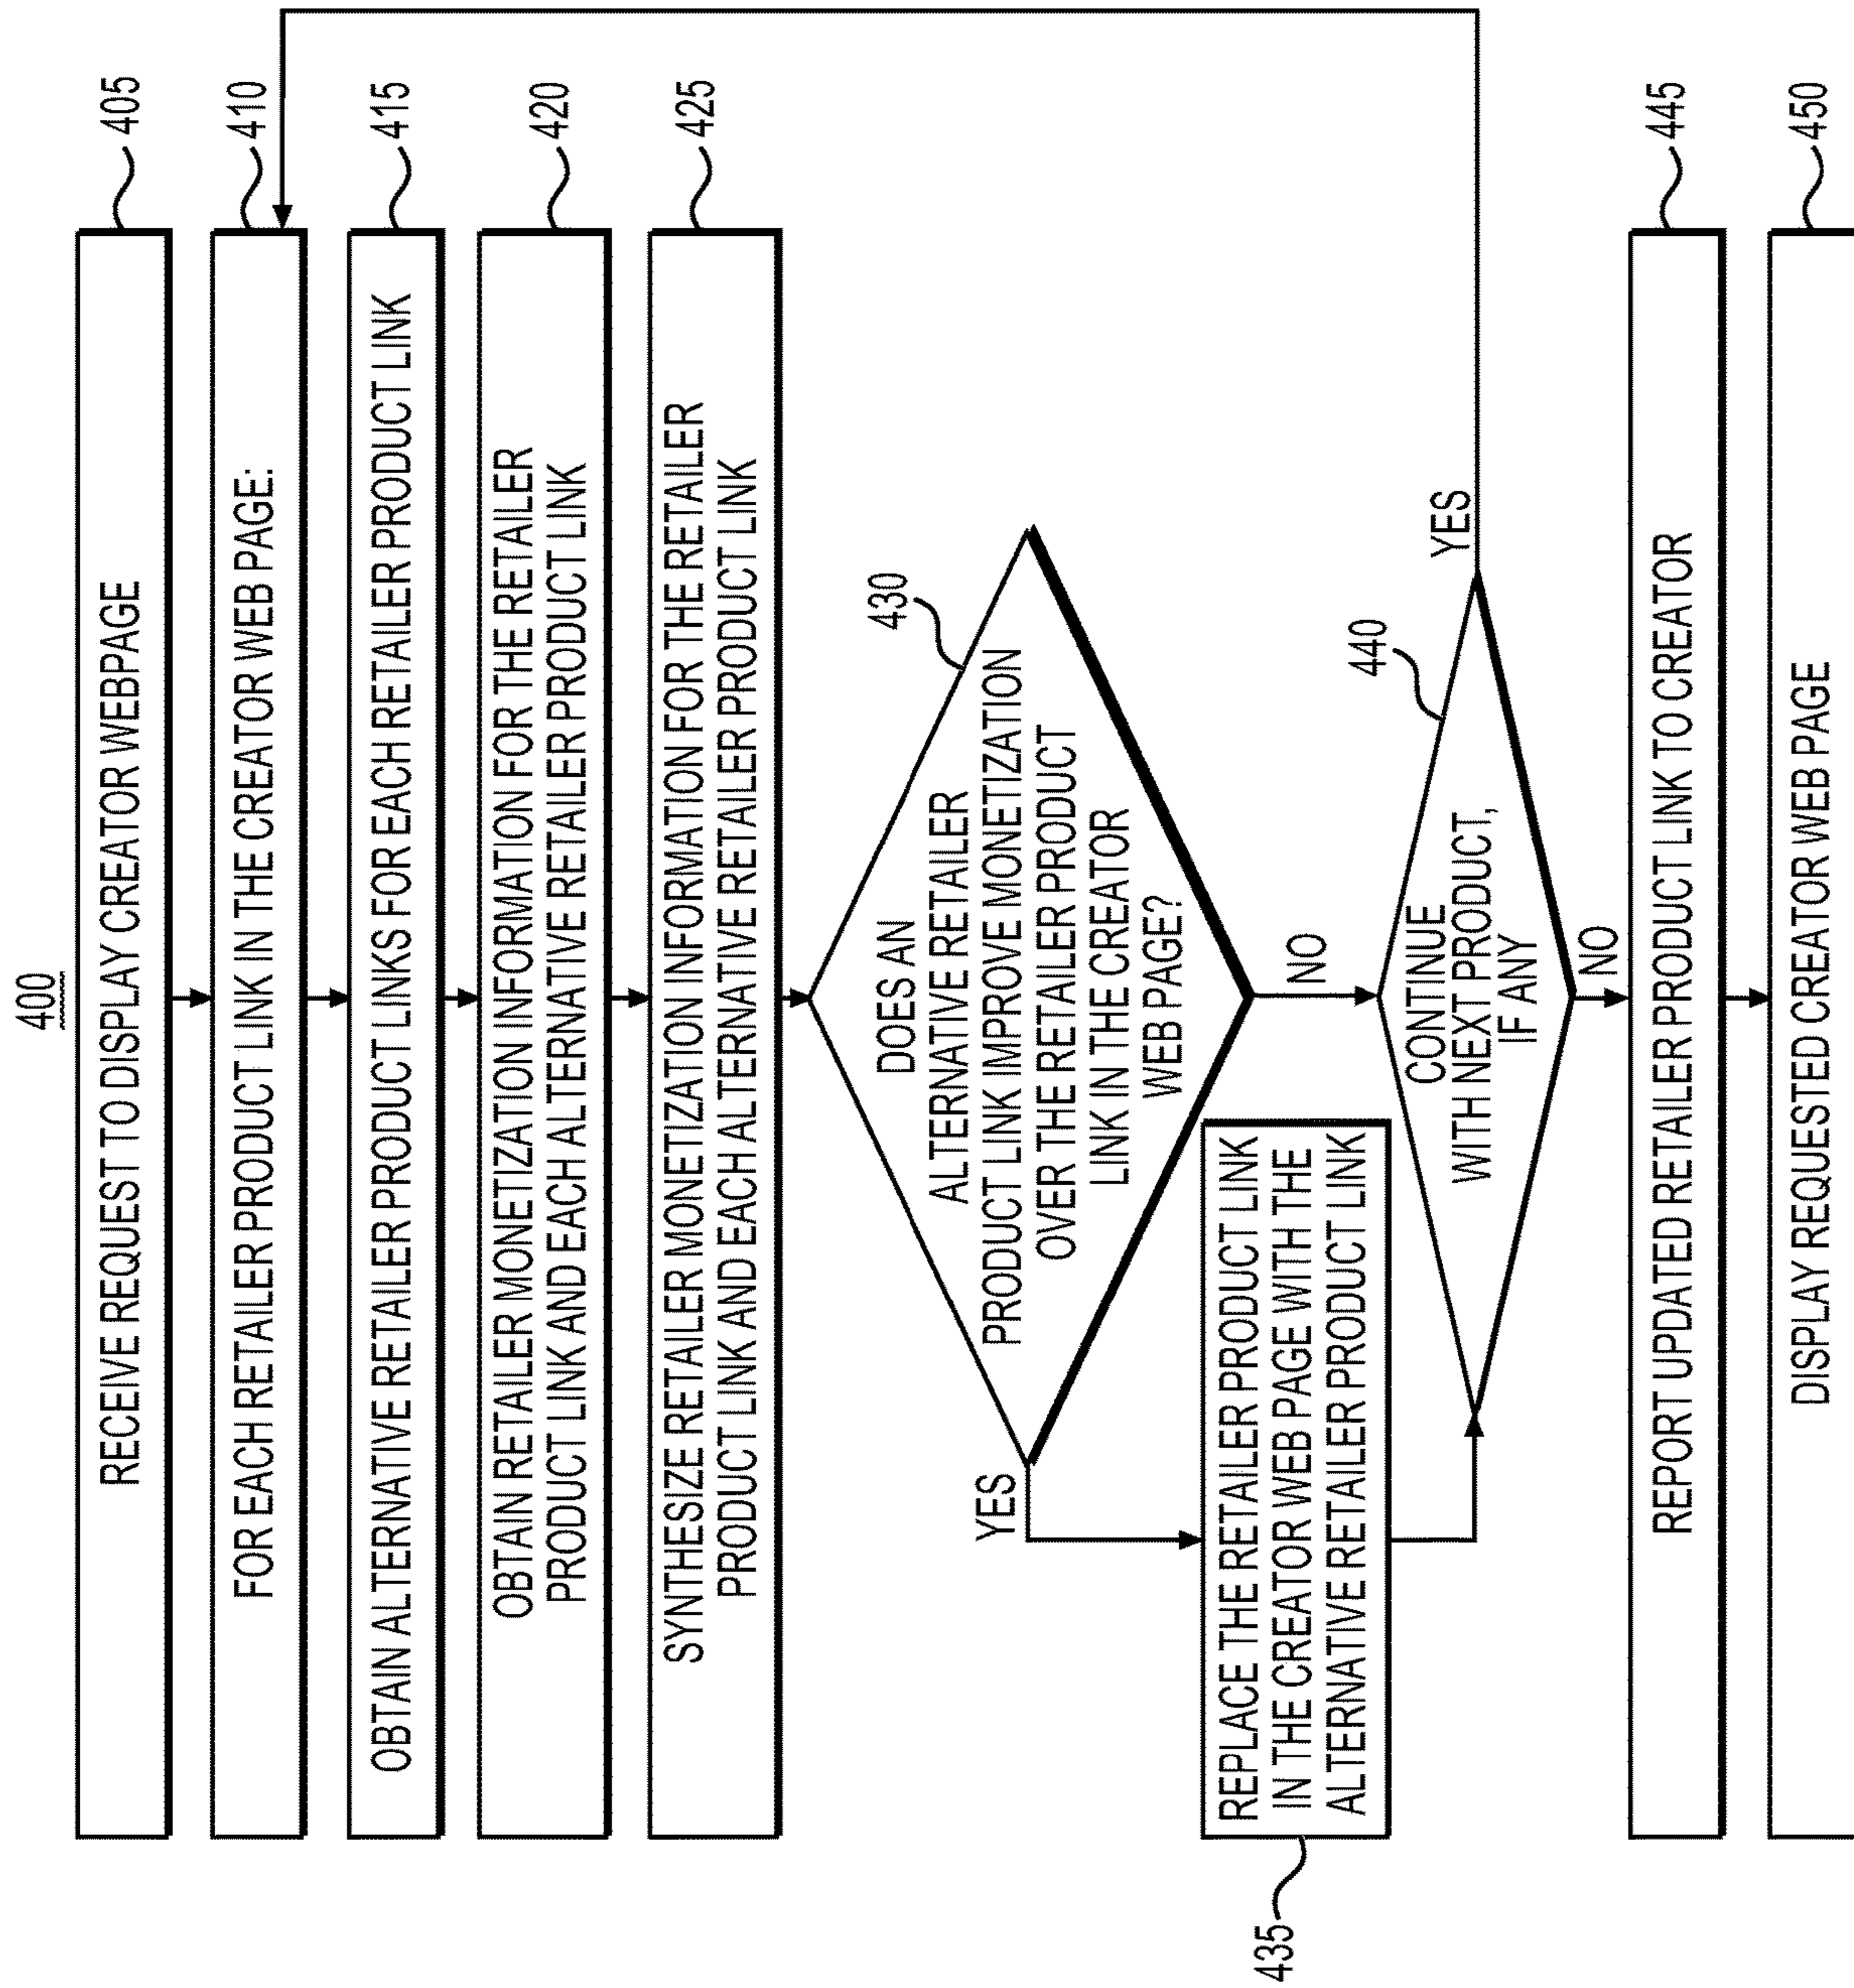 400
RECEIVE REQUEST TO DISPLAY CREATOR WEBPAGE
405
FOR EACH RETAILER PRODUCT LINK IN THE CREATOR WEB PAGE:
410
OBTAIN ALTERNATIVE RETAILER PRODUCT LINKS FOR EACH RETAILER PRODUCT LINK
415
OBTAIN RETAILER MONETIZATION INFORMATION FOR THE RETAILER
PRODUCT LINK AND EACH ALTERNATIVE RETAILER PRODUCT LINK
420
SYNTHESIZE RETAILER MONETIZATION INFORMATION FOR THE RETAILER
PRODUCT LINK AND EACH ALTERNATIVE RETAILER PRODUCT LINK
425
DOES AN
ALTERNATIVE RETAILER
PRODUCT LINK IMPROVE MONETIZATION
OVER THE RETAILER PRODUCT
LINK IN THE CREATOR
WEB PAGE?
430
YES
NO
REPLACE THE RETAILER PRODUCT LINK
IN THE CREATOR WEB PAGE WITH THE
ALTERNATIVE RETAILER PRODUCT LINK
435
CONTINUE
WITH NEXT PRODUCT,
IF ANY
440
YES
NO
REPORT UPDATED RETAILER PRODUCT LINK TO CREATOR
445
DISPLAY REQUESTED CREATOR WEB PAGE
450